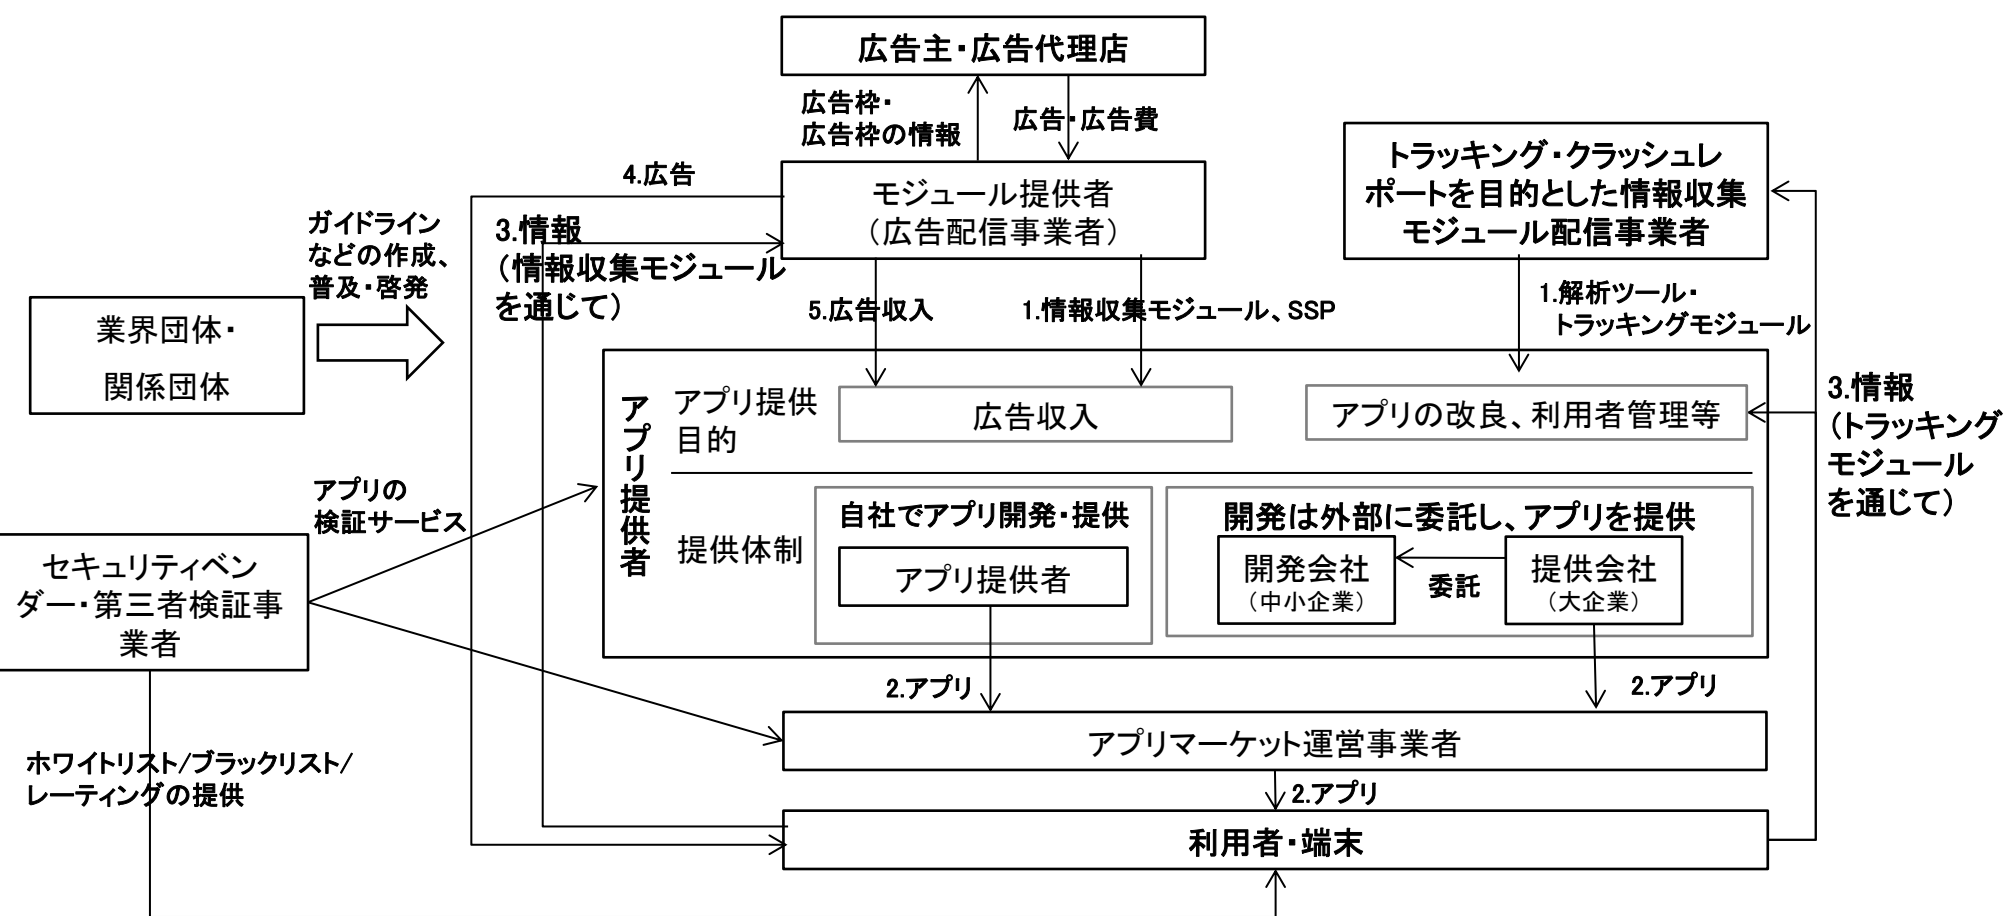 広告主・広告代理店
広告枠・
広告枠の情報
広告・広告費
トラッキング・クラッシュレ
ポートを目的とした情報収集
モジュール配信事業者
4.広告
モジュール提供者
（広告配信事業者）
ガイドライン
などの作成、
普及・啓発
3.情報
（情報収集モジュール
を通じて）
業界団体・
関係団体
5.広告収入
1.情報収集モジュール、SSP
1.解析ツール・
トラッキングモジュール
アプリ提供者
アプリ提供
目的
広告収入
アプリの改良、利用者管理等
3.情報
（トラッキング
モジュール
を通じて）
アプリの
検証サービス
提供体制
自社でアプリ開発・提供
アプリ提供者
開発は外部に委託し、アプリを提供
開発会社
（中小企業）
委託
提供会社
（大企業）
セキュリティベン
ダー・第三者検証事
業者
2.アプリ
2.アプリ
アプリマーケット運営事業者
ホワイトリスト/ブラックリスト/
レーティングの提供
2.アプリ
利用者・端末